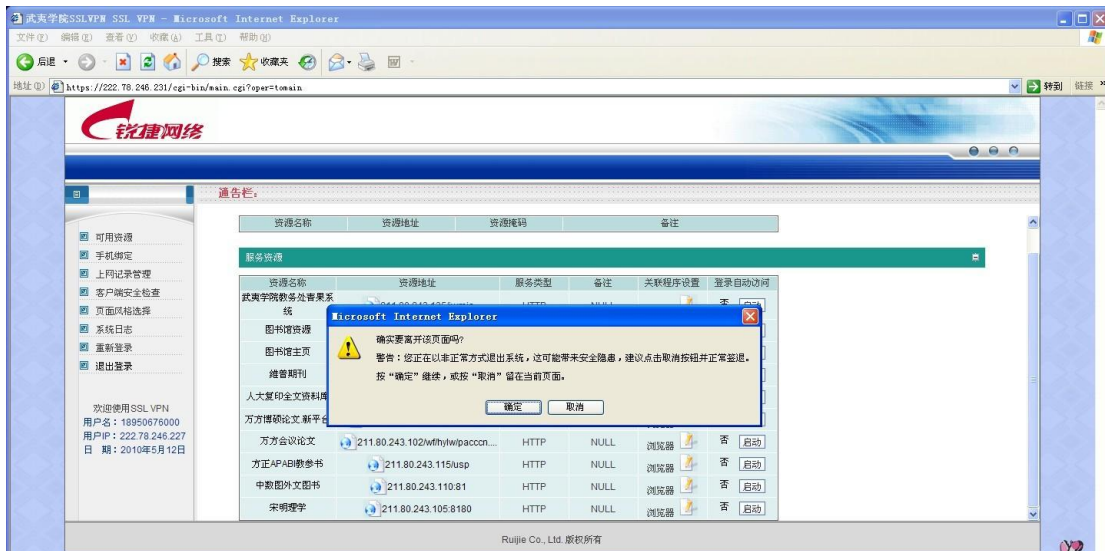 武夷学院SSLVPN SSL VPN - Microsoft Internet Explorer
文件(F) 编辑(E) 查看(V) 收藏(A) 工具(T) 帮助(H)
后退 搜索 收藏夹
地址(D) https://222.78.246.231/cgi-bin/main.cgi?oper=tomain 转到 链接 »
锐捷网络
通告栏:
资源名称 资源地址 资源掩码 备注
可用资源
手机绑定
上网记录管理
客户端安全检查
页面风格选择
系统日志
重新登录
退出登录
欢迎使用SSL VPN
用户名:18950676000
用户IP:222.78.246.227
日 期:2010年5月12日
服务资源
资源名称 资源地址 服务类型 备注 关联程序设置 登录自动访问
武夷学院教务处青果系统
图书馆资源
图书馆主页
维普期刊
人大复印全文资料库
万方博硕论文.新平台
Microsoft Internet Explorer
确实要离开该页面吗?
警告:您正在以非正常方式退出系统,这可能带来安全隐患,建议点击取消按钮并正常签退。
按“确定”继续,或按“取消”留在当前页面。
确定 取消
万方会议论文 211.80.243.102/wf/hylw/pacccn.... HTTP NULL 浏览器 否 启动
方正APABI教参书 211.80.243.115/usp HTTP NULL 浏览器 否 启动
中数图外文图书 211.80.243.110:81 HTTP NULL 浏览器 否 启动
宋明理学 211.80.243.105:8180 HTTP NULL 浏览器 否 启动
Ruijie Co., Ltd. 版权所有